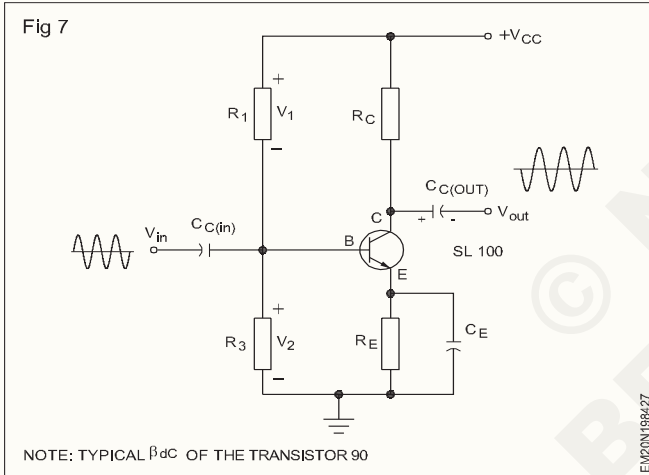 Fig 7
+VCC
+
R1 V1
–
RC
CC(OUT)
C
+ -
Vout
Vin
CC(in)
B
SL 100
E
+
R3 V2
–
RE
CE
NOTE: TYPICAL βdC OF THE TRANSISTOR 90
EM20N198427
©